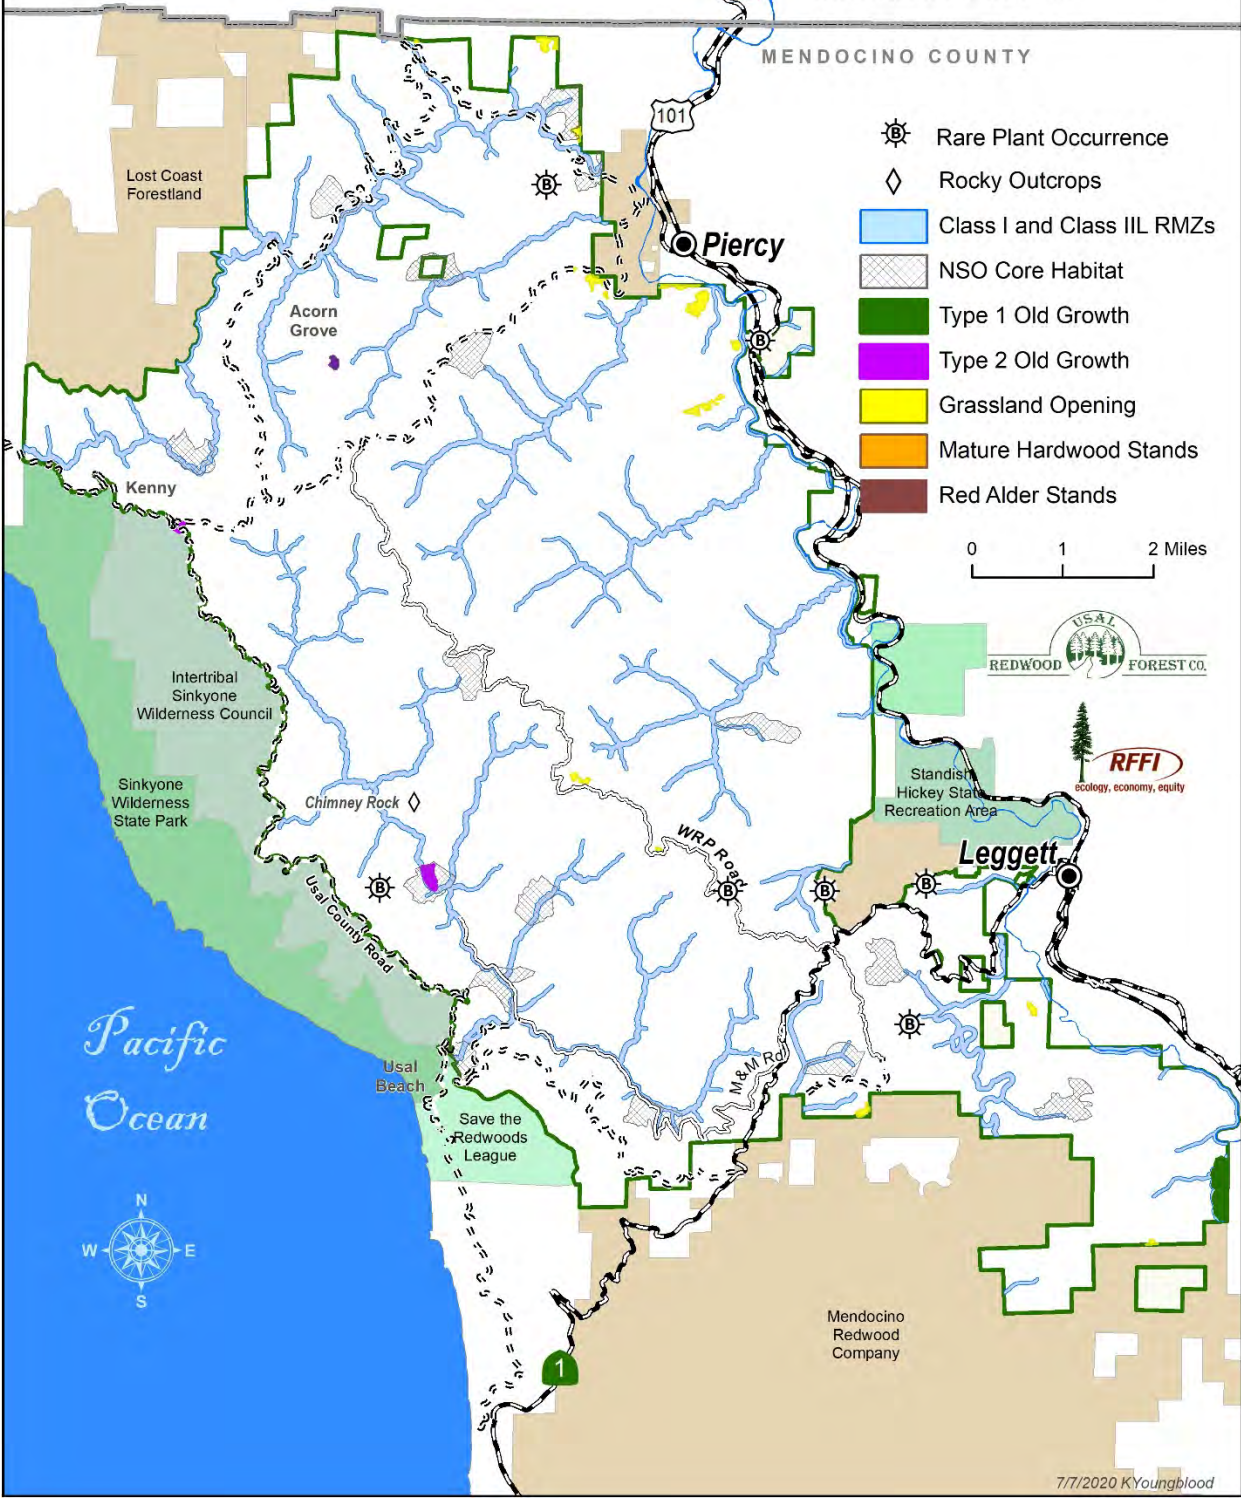 MENDOCINO COUNTY
101
B Rare Plant Occurrence
Rocky Outcrops
Class I and Class IIL RMZs
NSO Core Habitat
Type 1 Old Growth
Type 2 Old Growth
Grassland Opening
Mature Hardwood Stands
Red Alder Stands
0 1 2 Miles
Lost Coast
Forestland
B
Piercy
Acorn
Grove
B
Kenny
USAL
REDWOOD FOREST CO.
Intertribal
Sinkyone
Wilderness Council
RFFI
ecology, economy, equity
Sinkyone
Wilderness
State Park
Standish
Hickey State
Recreation Area
Chimney Rock
WRP Road
Leggett
B
B
B
B
Usal County Road
Pacific
Ocean
B
M&M Rd
Usal
Beach
Save the
Redwoods
League
N
W E
S
Mendocino
Redwood
Company
1
7/7/2020 KYoungblood